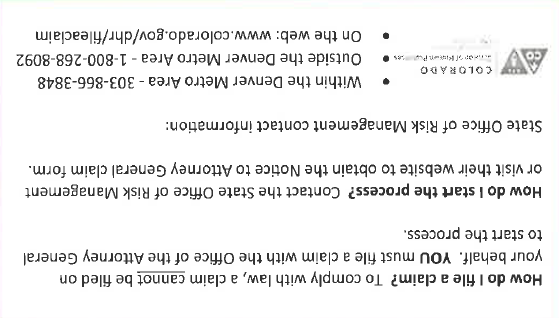 How do I file a claim? To comply with law, a claim cannot be filed on
your behalf. YOU must file a claim with the Office of the Attorney General
to start the process.
How do I start the process? Contact the State Office of Risk Management
or visit their website to obtain the Notice to Attorney General claim form.
State Office of Risk Management contact information:
• Within the Denver Metro Area - 303-866-3848
• Outside the Denver Metro Area - 1-800-268-8092
• On the web: www.colorado.gov/dhr/fileaclaim
COLORADO